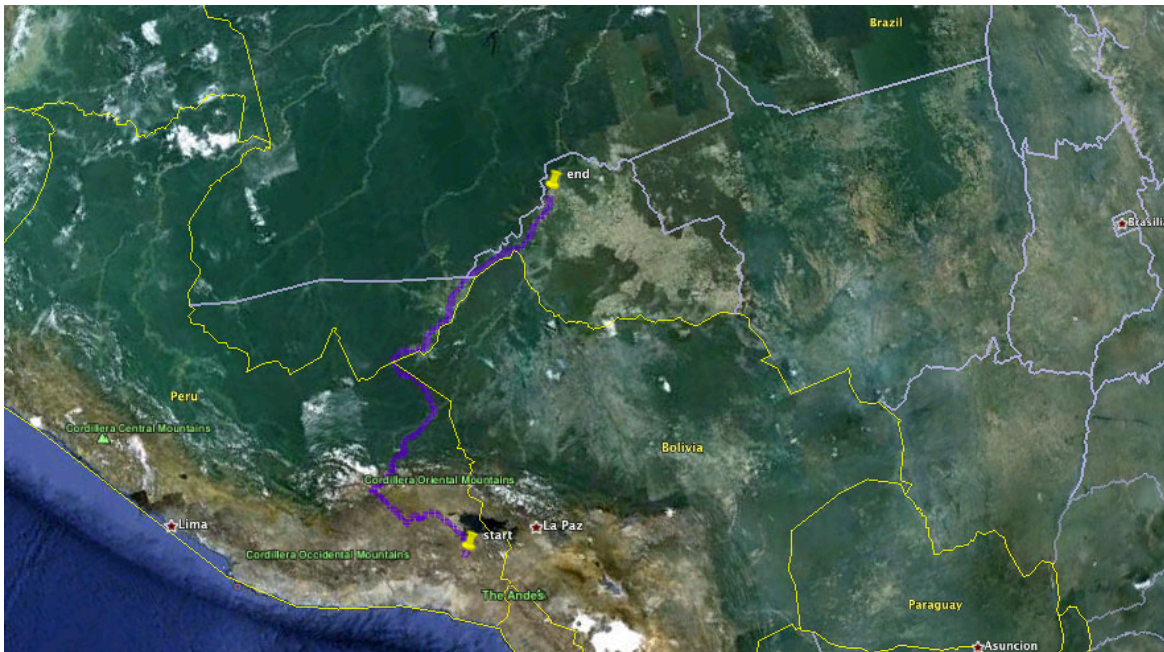 Brazil
end
Brasilia
Peru
Cordillera Central Mountains
Bolivia
Cordillera Oriental Mountains
Lima
La Paz
start
Cordillera Occidental Mountains
The Andes
Paraguay
Asuncion